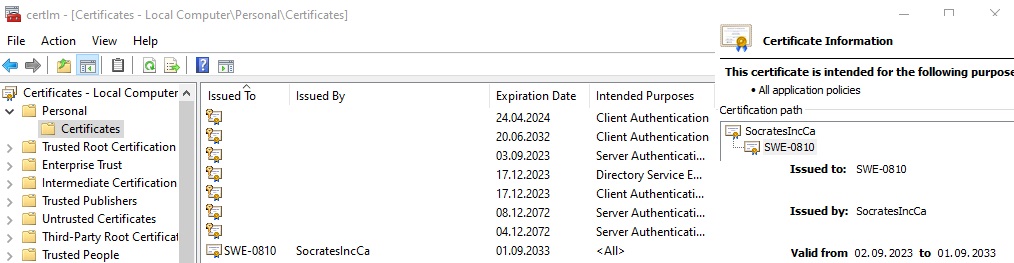 certlm - [Certificates - Local Computer\Personal\Certificates]
File Action View Help
Certificates - Local Computer
Personal
Certificates
Trusted Root Certification
Enterprise Trust
Intermediate Certification
Trusted Publishers
Untrusted Certificates
Third-Party Root Certificat
Trusted People
Issued To Issued By Expiration Date Intended Purposes
24.04.2024 Client Authentication
20.06.2032 Client Authentication
03.09.2023 Server Authenticati...
17.12.2023 Directory Service E...
17.12.2023 Client Authentication
08.12.2072 Server Authenticati...
04.12.2072 Server Authenticati...
SWE-0810 SocratesIncCa 01.09.2033 <All>
Certificate Information
This certificate is intended for the following purpose
• All application policies
Certification path
SocratesIncCa
SWE-0810
Issued to: SWE-0810
Issued by: SocratesIncCa
Valid from 02.09.2023 to 01.09.2033